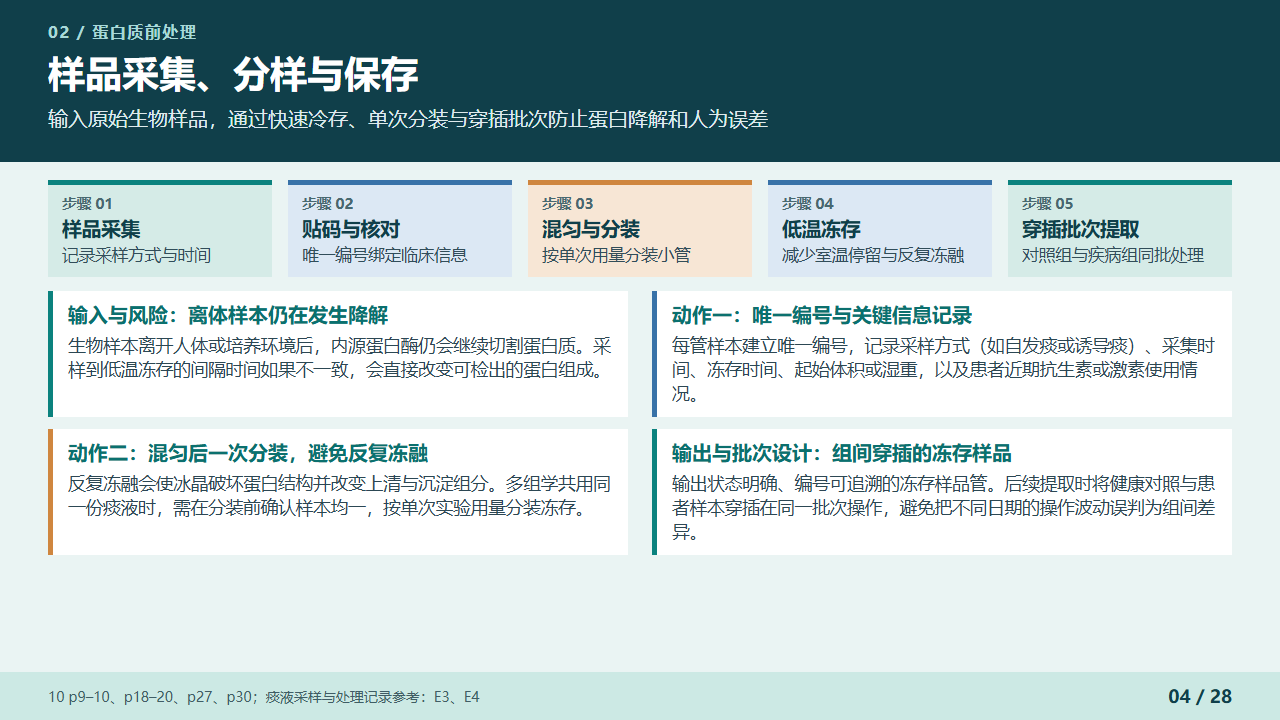 02 / 蛋白质前处理
样品采集、分样与保存
输入原始生物样品，通过快速冷存、单次分装与穿插批次防止蛋白降解和人为误差
步骤 01
样品采集
记录采样方式与时间
步骤 02
贴码与核对
唯一编号绑定临床信息
步骤 03
混匀与分装
按单次用量分装小管
步骤 04
低温冻存
减少室温停留与反复冻融
步骤 05
穿插批次提取
对照组与疾病组同批处理
输入与风险：离体样本仍在发生降解
生物样本离开人体或培养环境后，内源蛋白酶仍会继续切割蛋白质。采
样到低温冻存的间隔时间如果不一致，会直接改变可检出的蛋白组成。
动作一：唯一编号与关键信息记录
每管样本建立唯一编号，记录采样方式（如自发痰或诱导痰）、采集时
间、冻存时间、起始体积或湿重，以及患者近期抗生素或激素使用情
况。
动作二：混匀后一次分装，避免反复冻融
反复冻融会使冰晶破坏蛋白结构并改变上清与沉淀组分。多组学共用同
一份痰液时，需在分装前确认样本均一，按单次实验用量分装冻存。
输出与批次设计：组间穿插的冻存样品
输出状态明确、编号可追溯的冻存样品管。后续提取时将健康对照与患
者样本穿插在同一批次操作，避免把不同日期的操作波动误判为组间差
异。
10 p9–10、p18–20、p27、p30；痰液采样与处理记录参考：E3、E4
04 / 28